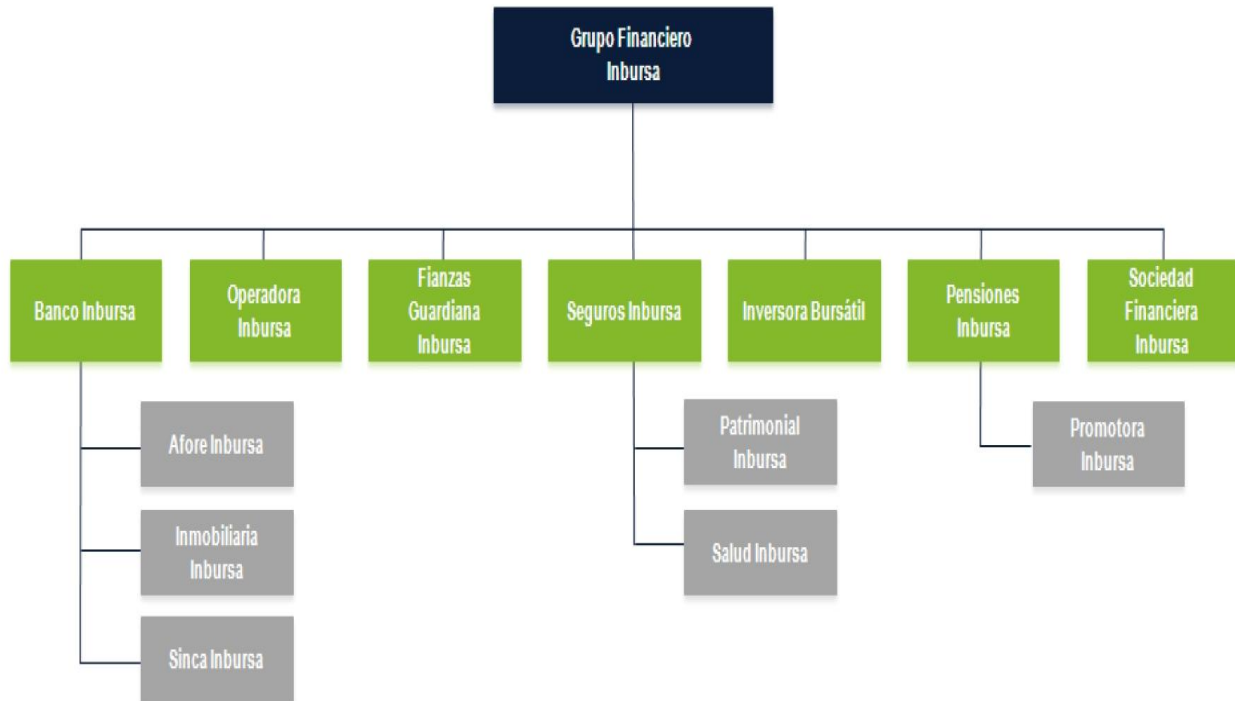 Grupo Financiero
Inbursa
Banco Inbursa
Operadora
Inbursa
Fianzas
Guardiana
Inbursa
Seguros Inbursa
Inversora Bursátil
Pensiones
Inbursa
Sociedad
Financiera
Inbursa
Afore Inbursa
Inmobiliaria
Inbursa
Sinca Inbursa
Patrimonial
Inbursa
Salud Inbursa
Promotora
Inbursa